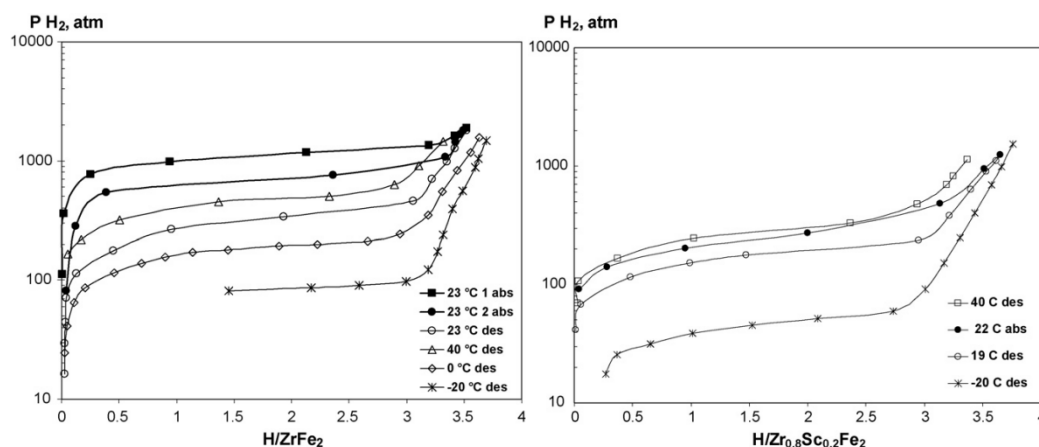 P H₂, atm
10000
1000
100
10
0 0.5 1 1.5 2 2.5 3 3.5 4
H/ZrFe₂
23 °C 1 abs
23 °C 2 abs
23 °C des
40 °C des
0 °C des
-20 °C des
P H₂, atm
10000
1000
100
10
0 0.5 1 1.5 2 2.5 3 3.5 4
H/Zr₀.₈Sc₀.₂Fe₂
40 C des
22 C abs
19 C des
-20 C des